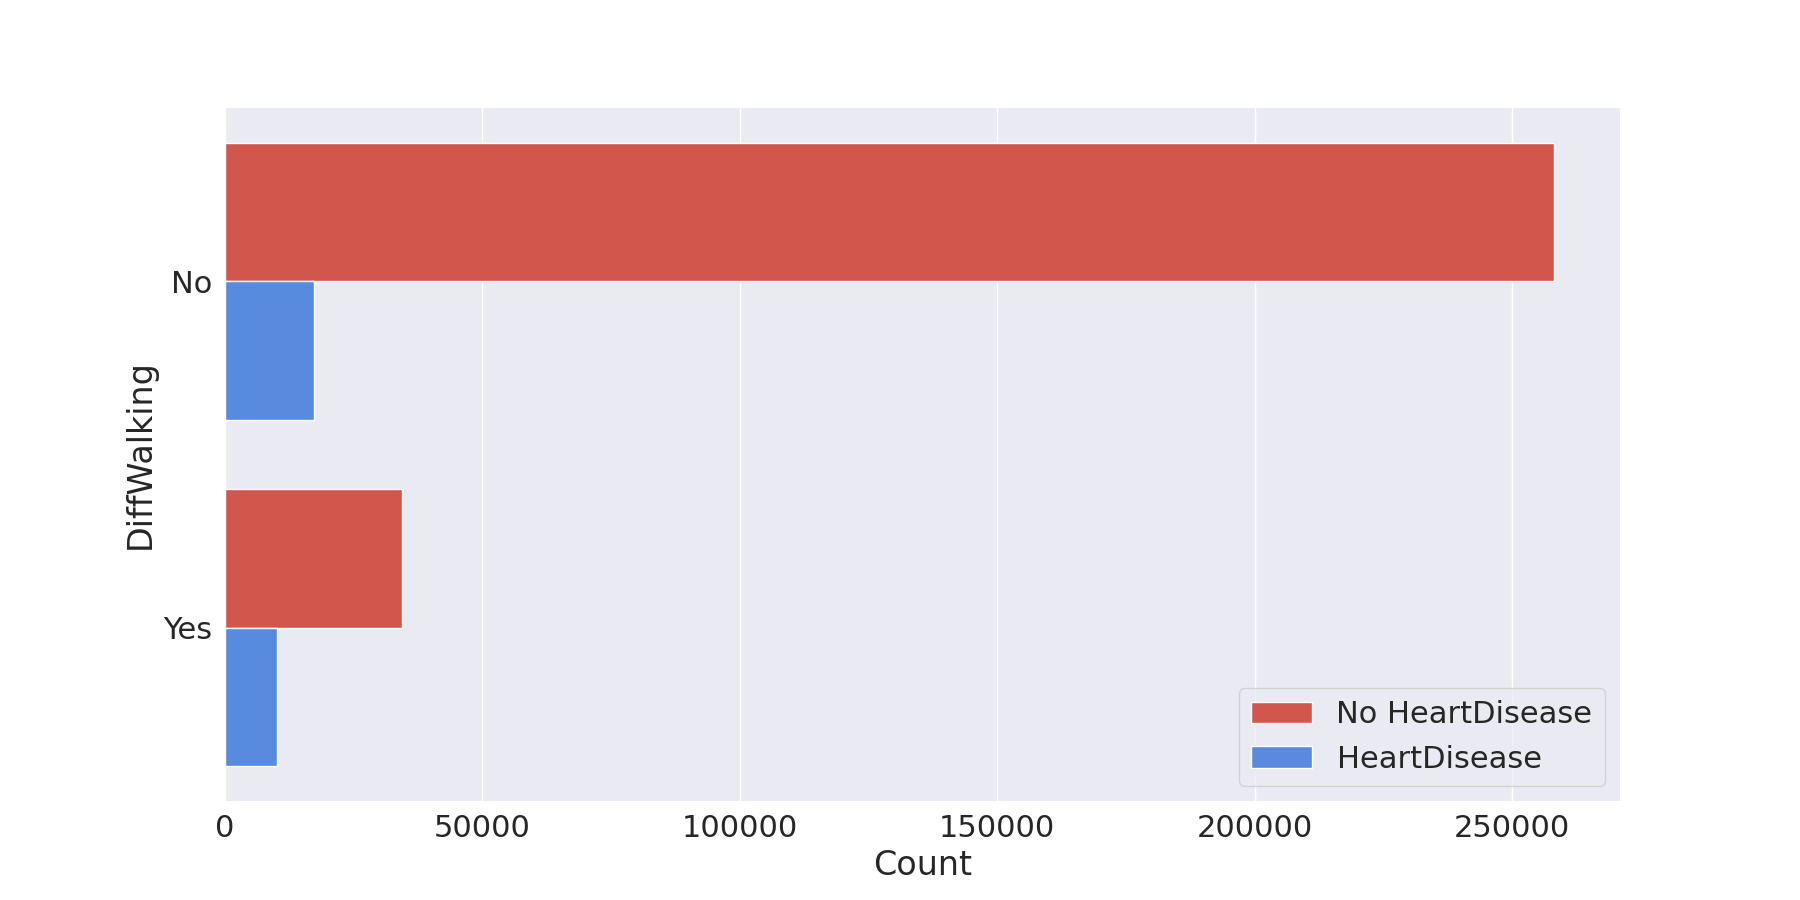 DiffWalking
No
Yes
0 50000 100000 150000 200000 250000
Count
No HeartDisease
HeartDisease